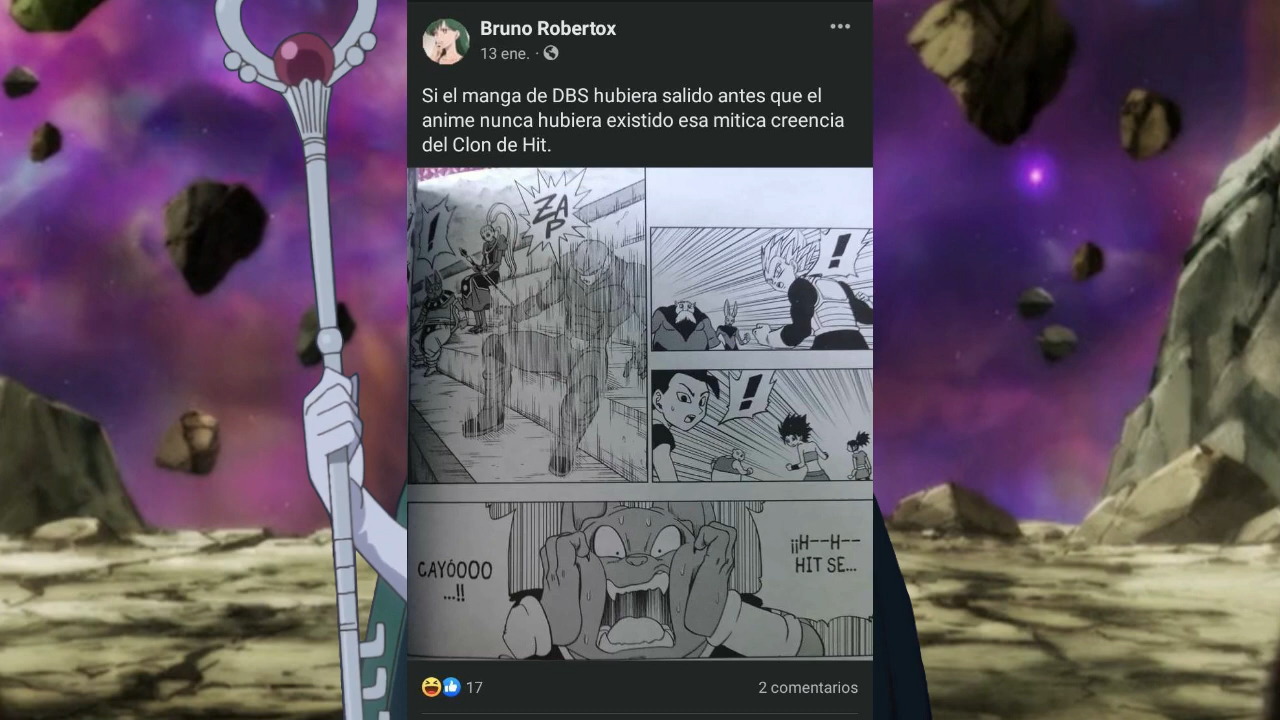 Bruno Robertox
13 ene. ·
Si el manga de DBS hubiera salido antes que el
anime nunca hubiera existido esa mitica creencia
del Clon de Hit.
!
ZA
P
!
!
¡¡H--H--
HIT SE...
CAYÓOOO
...!!
17
2 comentarios